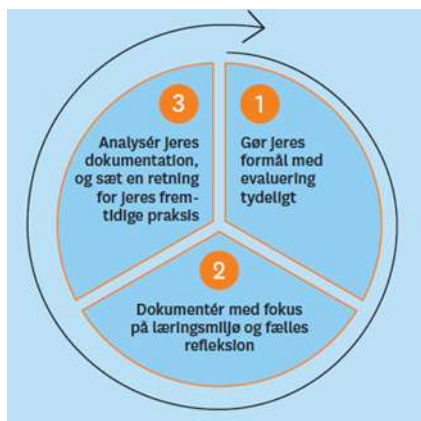 1
Gør jeres
formål med
evaluering
tydeligt
2
Dokumentér med fokus
på læringsmiljø og fælles
refleksion
3
Analysér jeres
dokumentation,
og sæt en retning
for jeres frem-
tidige praksis